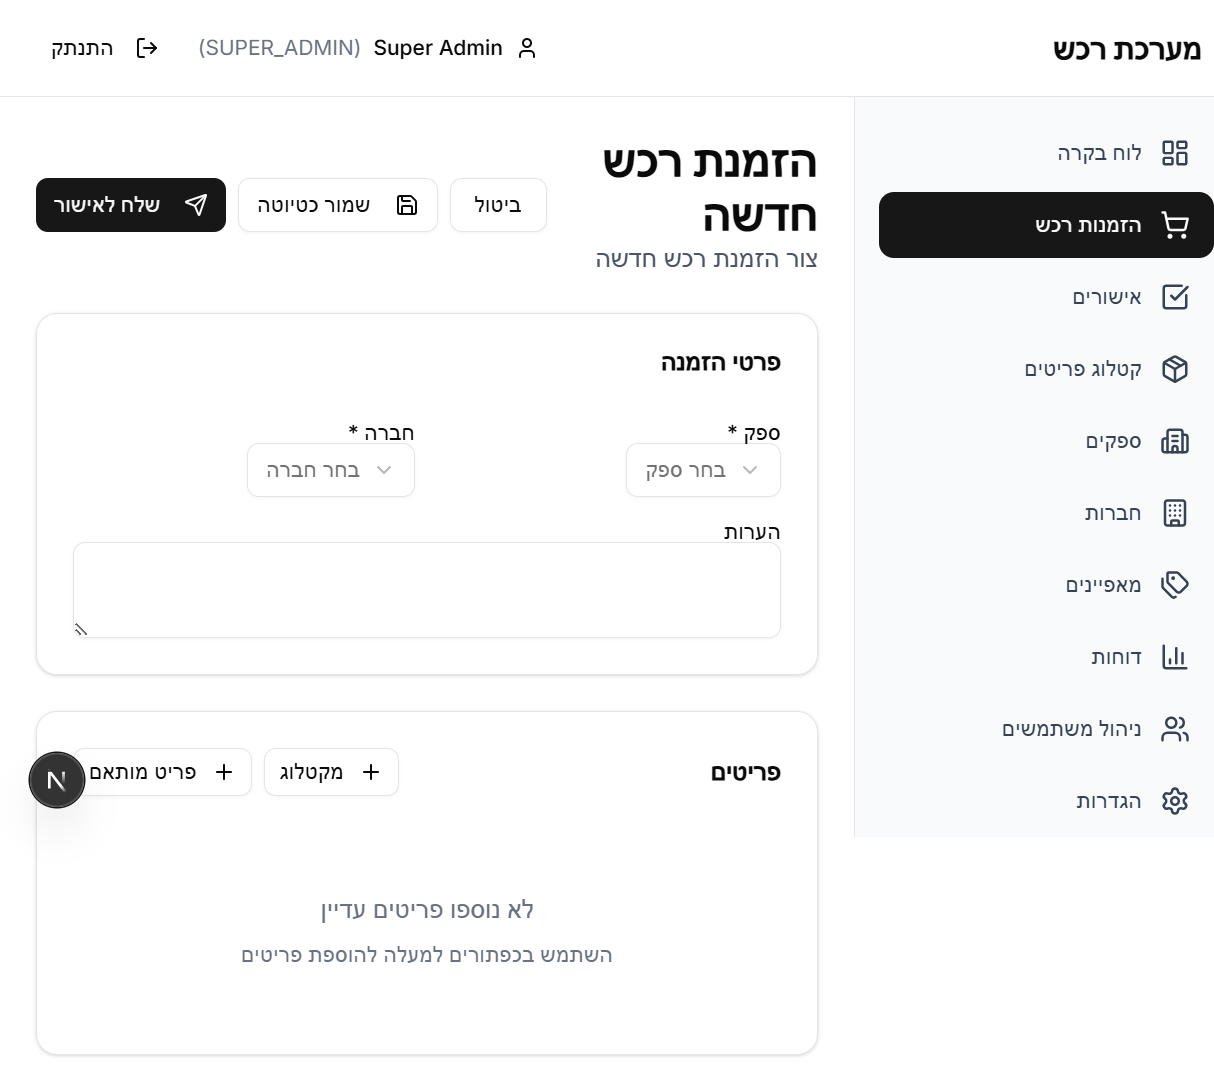 מערכת רכש
Super Admin (SUPER_ADMIN)
התנתק
לוח בקרה
הזמנות רכש
אישורים
קטלוג פריטים
ספקים
חברות
מאפיינים
דוחות
ניהול משתמשים
הגדרות
הזמנת רכש
חדשה
צור הזמנת רכש חדשה
ביטול
שמור כטיוטה
שלח לאישור
פרטי הזמנה
ספק *
בחר ספק
חברה *
בחר חברה
הערות
פריטים
מקטלוג
פריט מותאם
N
לא נוספו פריטים עדיין
השתמש בכפתורים למעלה להוספת פריטים